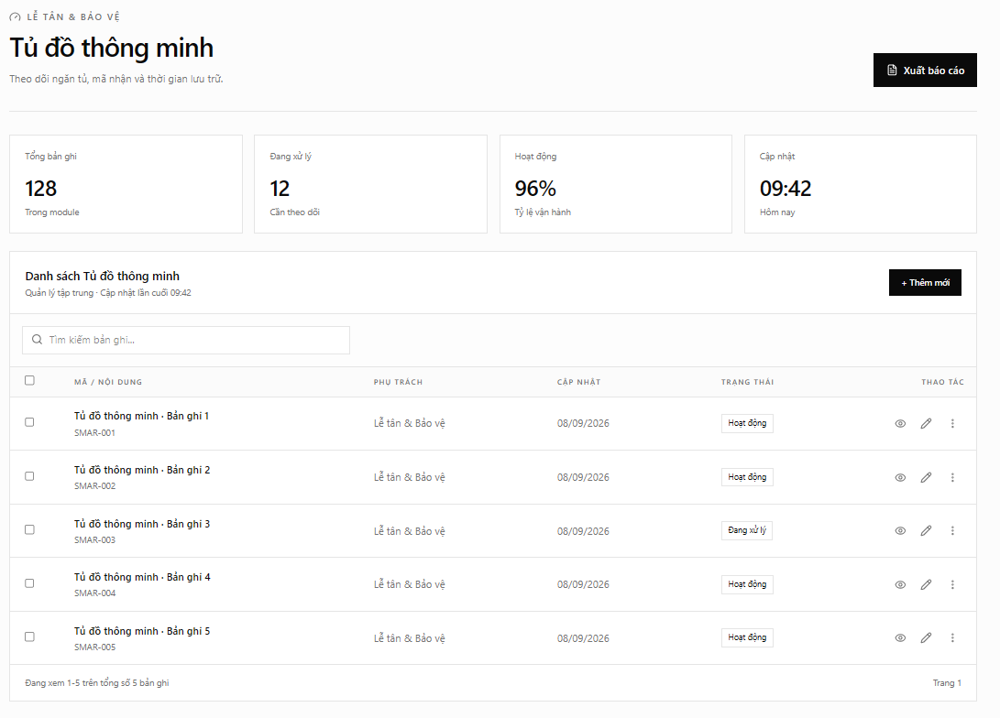 LỄ TÂN & BẢO VỆ
Tủ đồ thông minh
Theo dõi ngăn tủ, mã nhận và thời gian lưu trữ.
Xuất báo cáo
Tổng bản ghi
128
Trong module
Đang xử lý
12
Cần theo dõi
Hoạt động
96%
Tỷ lệ vận hành
Cập nhật
09:42
Hôm nay
Danh sách Tủ đồ thông minh
Quản lý tập trung · Cập nhật lần cuối 09:42
+ Thêm mới
Tìm kiếm bản ghi...
MÃ / NỘI DUNG PHỤ TRÁCH CẬP NHẬT TRẠNG THÁI THAO TÁC
Tủ đồ thông minh · Bản ghi 1
SMAR-001
Lễ tân & Bảo vệ 08/09/2026 Hoạt động
Tủ đồ thông minh · Bản ghi 2
SMAR-002
Lễ tân & Bảo vệ 08/09/2026 Hoạt động
Tủ đồ thông minh · Bản ghi 3
SMAR-003
Lễ tân & Bảo vệ 08/09/2026 Đang xử lý
Tủ đồ thông minh · Bản ghi 4
SMAR-004
Lễ tân & Bảo vệ 08/09/2026 Hoạt động
Tủ đồ thông minh · Bản ghi 5
SMAR-005
Lễ tân & Bảo vệ 08/09/2026 Hoạt động
Đang xem 1-5 trên tổng số 5 bản ghi
Trang 1